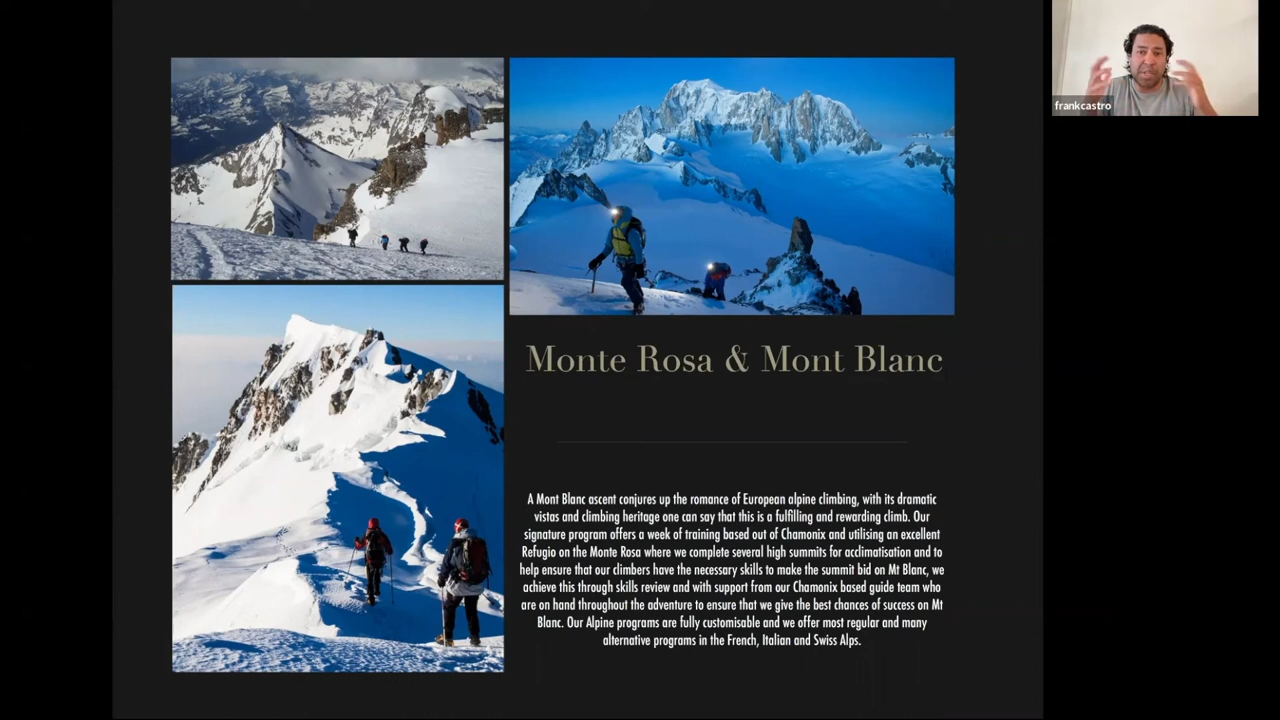 frankcastro
Monte Rosa & Mont Blanc
A Mont Blanc ascent conjures up the romance of European alpine climbing, with its dramatic
vistas and climbing heritage one can say that this is a fulfilling and rewarding climb. Our
signature program offers a week of training based out of Chamonix and utilising an excellent
Refugio on the Monte Rosa where we complete several high summits for acclimatisation and to
help ensure that our climbers have the necessary skills to make the summit bid on Mt Blanc, we
achieve this through skills review and with support from our Chamonix based guide team who
are on hand throughout the adventure to ensure that we give the best chances of success on Mt
Blanc. Our Alpine programs are fully customisable and we offer most regular and many
alternative programs in the French, Italian and Swiss Alps.